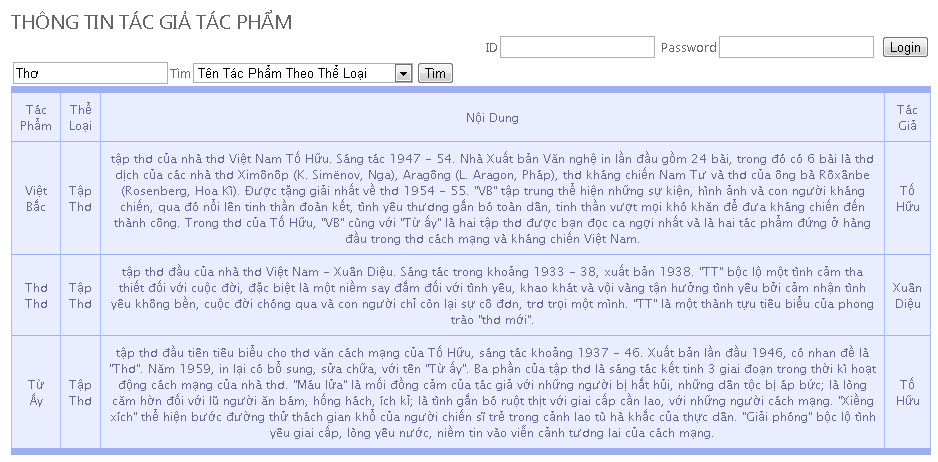 THÔNG TIN TÁC GIẢ TÁC PHẨM
ID Password Login
Thơ Tìm Tên Tác Phẩm Theo Thể Loại Tìm
Tác Phẩm Thể Loại Nội Dung Tác Giả
Việt Bắc
Tập Thơ
tập thơ của nhà thơ Việt Nam Tố Hữu. Sáng tác 1947 - 54. Nhà Xuất bản Văn nghệ in lần đầu gồm 24 bài, trong đó có 6 bài là thơ
dịch của các nhà thơ Ximônôp (K. Simènov, Nga), Aragông (L. Aragon, Pháp), thơ kháng chiến Nam Tư và thơ của ông bà Rôxănbe
(Rosenberg, Hoa Kì). Được tặng giải nhất về thơ 1954 - 55. "VB" tập trung thể hiện những sự kiện, hình ảnh và con người kháng
chiến, qua đó nổi lên tinh thần đoàn kết, tình yêu thương gắn bó toàn dân, tinh thần vượt mọi khó khăn để đưa kháng chiến đến
thành công. Trong thơ của Tố Hữu, "VB" cùng với "Từ ấy" là hai tập thơ được bạn đọc ca ngợi nhất và là hai tác phẩm đứng ở hàng
đầu trong thơ cách mạng và kháng chiến Việt Nam.
Tố Hữu
Thơ Thơ
Tập Thơ
tập thơ đầu của nhà thơ Việt Nam - Xuân Diệu. Sáng tác trong khoảng 1933 - 38, xuất bản 1938. "TT" bộc lộ một tình cảm tha
thiết đối với cuộc đời, đặc biệt là một niềm say đắm đối với tình yêu, khao khát và vội vàng tận hưởng tình yêu bởi cảm nhận tình
yêu không bền, cuộc đời chóng qua và con người chỉ còn lại sự cô đơn, trơ trọi một mình. "TT" là một thành tựu tiêu biểu của phong
trào "thơ mới".
Xuân Diệu
Từ Ấy
Tập Thơ
tập thơ đầu tiên tiêu biểu cho thơ văn cách mạng của Tố Hữu, sáng tác khoảng 1937 - 46. Xuất bản lần đầu 1946, có nhan đề là
"Thơ". Năm 1959, in lại có bổ sung, sửa chữa, với tên "Từ ấy". Ba phần của tập thơ là sáng tác kết tinh 3 giai đoạn trong thời kì hoạt
động cách mạng của nhà thơ. "Máu lửa" là mối đồng cảm của tác giả với những người bị hắt hủi, những dân tộc bị áp bức; là lòng
căm hờn đối với lũ người ăn bám, hống hách, ích kỉ; là tình gắn bó ruột thịt với giai cấp cần lao, với những người cách mạng. "Xiềng
xích" thể hiện bước đường thử thách gian khổ của người chiến sĩ trẻ trong cảnh lao tù hà khắc của thực dân. "Giải phóng" bộc lộ tình
yêu giai cấp, lòng yêu nước, niềm tin vào viễn cảnh tương lai của cách mạng.
Tố Hữu